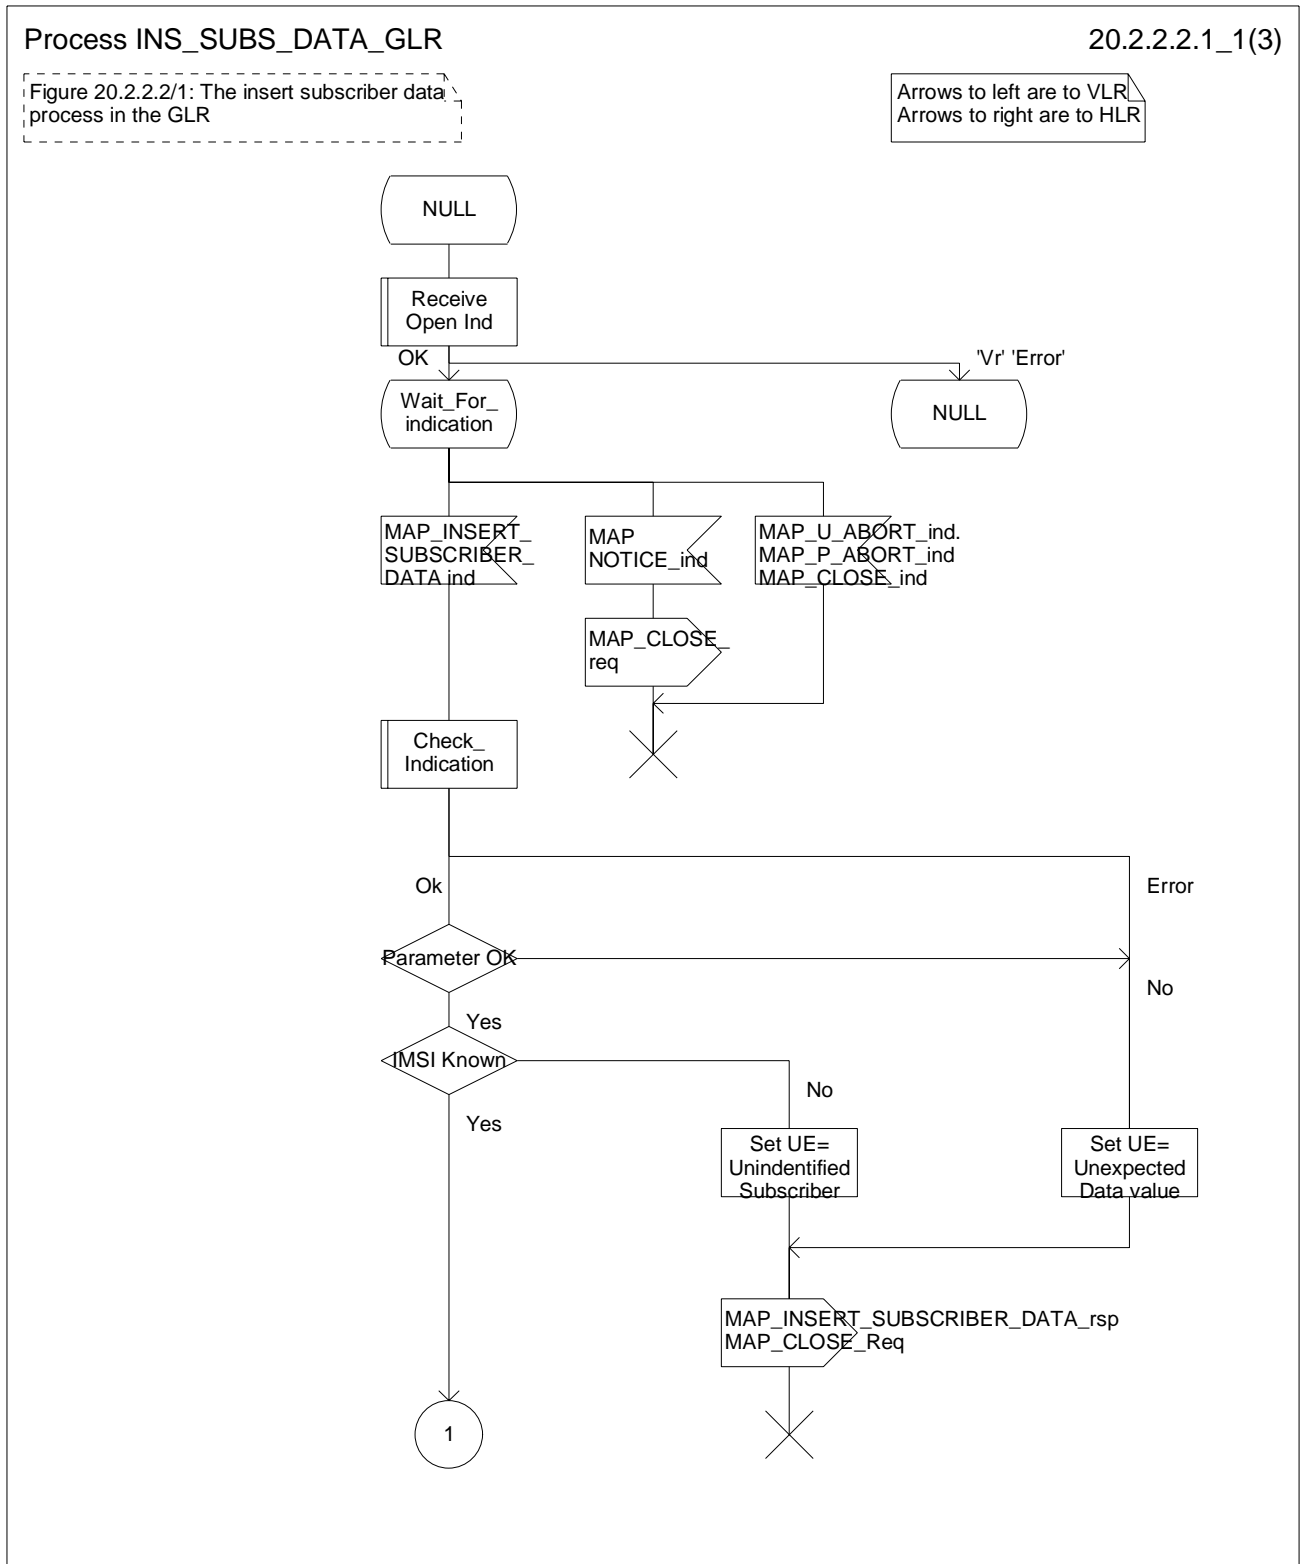 Process INS_SUBS_DATA_GLR
20.2.2.2.1_1(3)
Figure 20.2.2.2/1: The insert subscriber data
process in the GLR
Arrows to left are to VLR
Arrows to right are to HLR
NULL
Receive
Open Ind
OK
'Vr' 'Error'
Wait_For_
indication
NULL
MAP_INSERT_
SUBSCRIBER_
DATA ind
MAP
NOTICE_ind
MAP_U_ABORT_ind.
MAP_P_ABORT_ind
MAP_CLOSE_ind
MAP_CLOSE_
req
Check_
Indication
Ok
Error
Parameter OK
No
Yes
IMSI Known
No
Yes
Set UE=
Unindentified
Subscriber
Set UE=
Unexpected
Data value
MAP_INSERT_SUBSCRIBER_DATA_rsp
MAP_CLOSE_Req
1